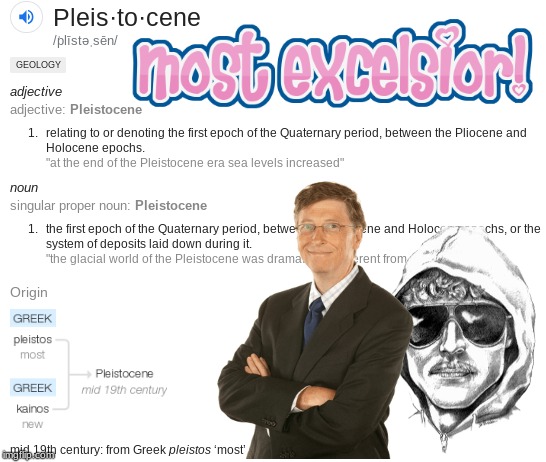 Pleis·to·cene
/ˈplīstəˌsēn/
most excelsior!
GEOLOGY
adjective
adjective: Pleistocene
1. relating to or denoting the first epoch of the Quaternary period, between the Pliocene and
Holocene epochs.
"at the end of the Pleistocene era sea levels increased"
noun
singular proper noun: Pleistocene
1. the first epoch of the Quaternary period, and or the
system of deposits laid down during it.
"the glacial world of the Pleistocene was from
Origin
GREEK
pleistos
most
GREEK
kainos
new
Pleistocene
mid 19th century
mid 19th century: from Greek pleistos ‘most’
imgflip.com